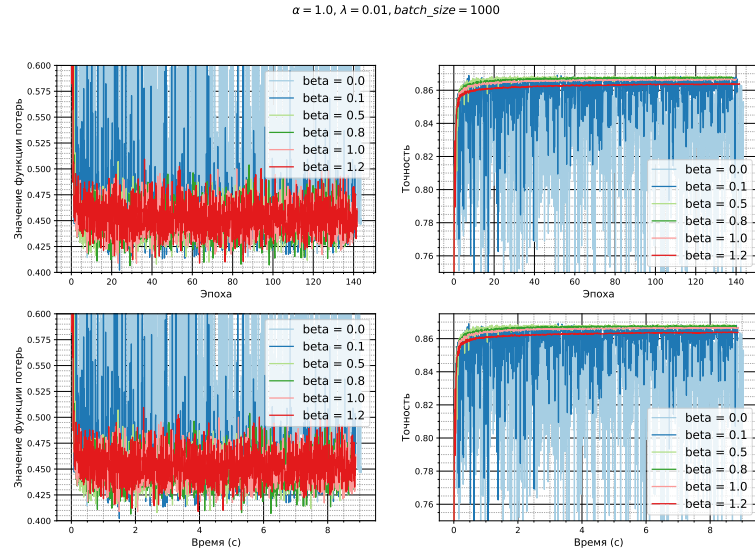 α = 1.0, λ = 0.01, batch_size = 1000
Значение функции потерь
0.600
0.575
0.550
0.525
0.500
0.475
0.450
0.425
0.400
0 20 40 60 80 100 120 140
Эпоха
beta = 0.0
beta = 0.1
beta = 0.5
beta = 0.8
beta = 1.0
beta = 1.2
Точность
0.86
0.84
0.82
0.80
0.78
0.76
0 20 40 60 80 100 120 140
Эпоха
beta = 0.0
beta = 0.1
beta = 0.5
beta = 0.8
beta = 1.0
beta = 1.2
Значение функции потерь
0.600
0.575
0.550
0.525
0.500
0.475
0.450
0.425
0.400
0 2 4 6 8
Время (с)
beta = 0.0
beta = 0.1
beta = 0.5
beta = 0.8
beta = 1.0
beta = 1.2
Точность
0.86
0.84
0.82
0.80
0.78
0.76
0 2 4 6 8
Время (с)
beta = 0.0
beta = 0.1
beta = 0.5
beta = 0.8
beta = 1.0
beta = 1.2